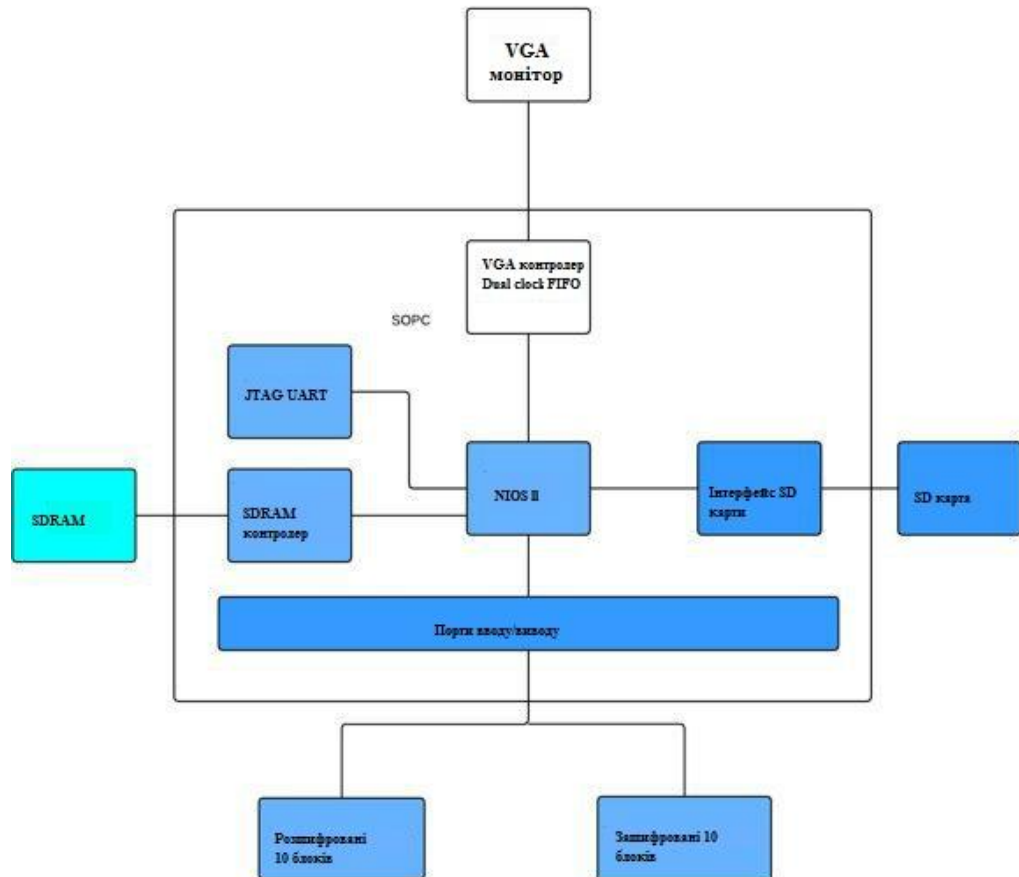 VGA
монітор
VGA контролер
Dual clock FIFO
SOPC
JTAG UART
SDRAM
SDRAM
контролер
NIOS II
Інтерфейс SD
карти
SD карта
Порти вводу/виводу
Розшифровані
10 блоків
Зашифровані 10
блоків